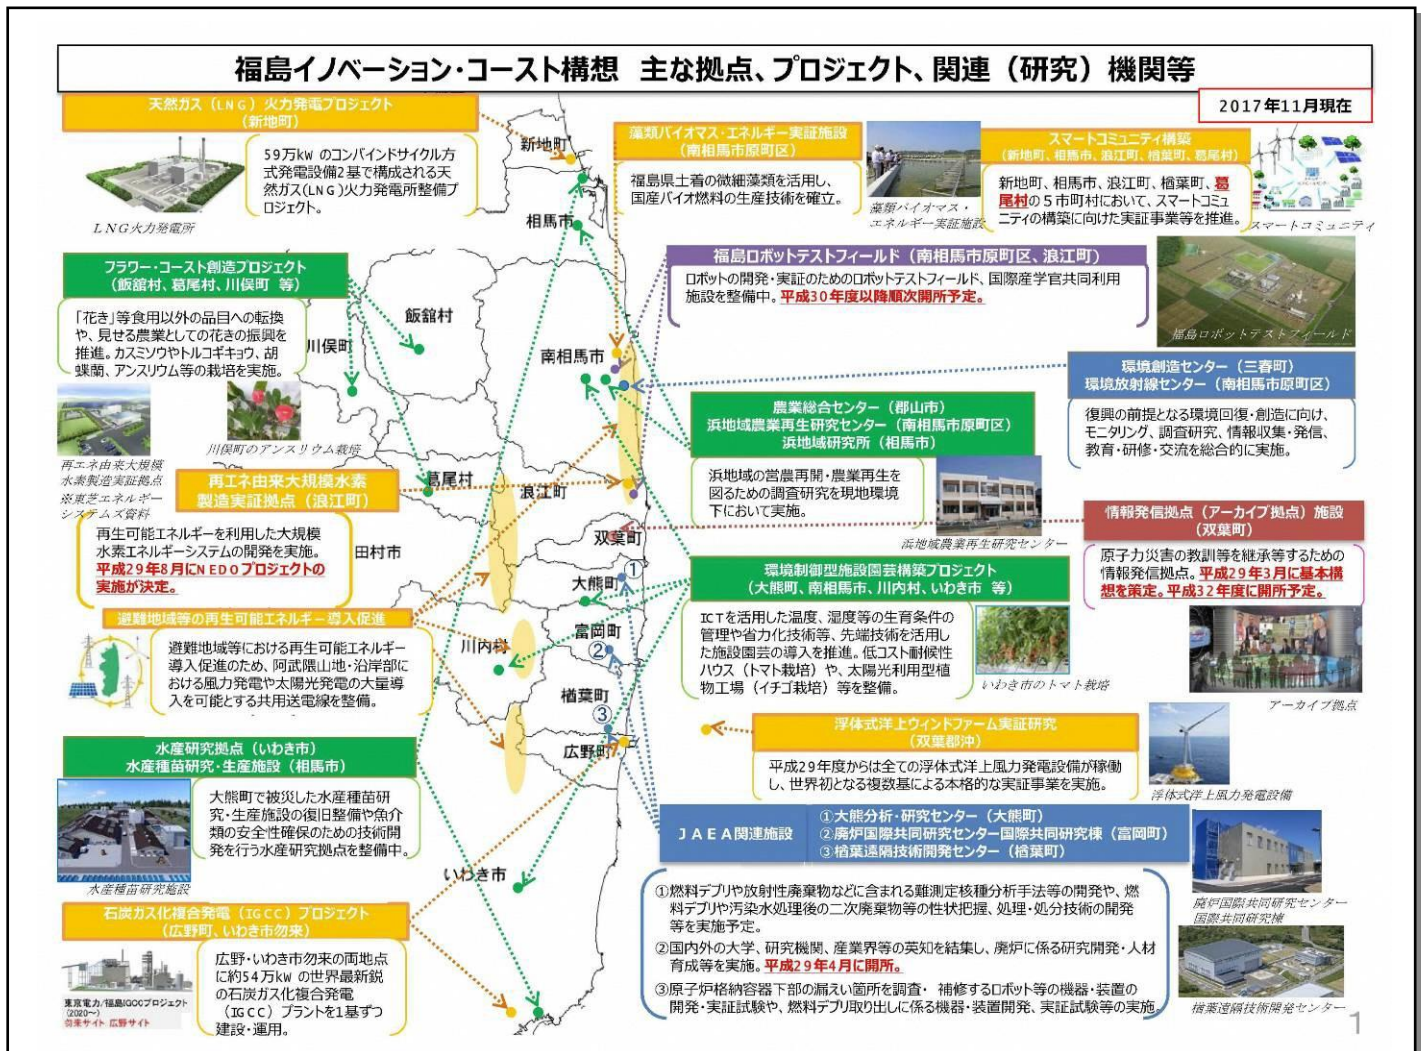 福島イノベーション・コースト構想 主な拠点、プロジェクト、関連（研究）機関等
2017年11月現在
天然ガス（LNG）火力発電プロジェクト
（新地町）
59万kW のコンバインドサイクル方
式発電設備2基で構成される天
然ガス(LNG)火力発電所整備プ
ロジェクト。
LNG火力発電所
フラワー・コースト創造プロジェクト
（飯舘村、葛尾村、川俣町 等）
「花き」等食用以外の品目への転換
や、見せる農業としての花きの振興を
推進。カスミソウやトルコギキョウ、胡
蝶蘭、アンスリウム等の栽培を実施。
川俣町のアンスリウム栽培
再エネ由来大規模
水素製造実証拠点
※東芝エネルギー
システムズ資料
再エネ由来大規模水素
製造実証拠点（浪江町）
再生可能エネルギーを利用した大規模
水素エネルギーシステムの開発を実施。
平成29年8月にNEDOプロジェクトの
実施が決定。
避難地域等の再生可能エネルギー導入促進
避難地域等における再生可能エネルギー
導入促進のため、阿武隈山地・沿岸部に
おける風力発電や太陽光発電の大量導
入を可能とする共用送電線を整備。
水産研究拠点（いわき市）
水産種苗研究・生産施設（相馬市）
大熊町で被災した水産種苗研
究・生産施設の復旧整備や魚介
類の安全性確保のための技術開
発を行う水産研究拠点を整備中。
水産種苗研究施設
石炭ガス化複合発電（IGCC）プロジェクト
（広野町、いわき市勿来）
広野・いわき市勿来の両地点
に約54万kW の世界最新鋭
の石炭ガス化複合発電
（IGCC）プラントを1基ずつ
建設・運用。
東京電力/福島IGCCプロジェクト
(2020～)
勿来サイト 広野サイト
新地町
相馬市
飯舘村
川俣町
南相馬市
葛尾村
浪江町
双葉町
田村市
大熊町
①
富岡町
②
川内村
楢葉町
③
広野町
いわき市
藻類バイオマス・エネルギー実証施設
（南相馬市原町区）
福島県土着の微細藻類を活用し、
国産バイオ燃料の生産技術を確立。
藻類バイオマス・
エネルギー実証施設
スマートコミュニティ構築
（新地町、相馬市、浪江町、楢葉町、葛尾村）
新地町、相馬市、浪江町、楢葉町、葛
尾村の５市町村において、スマートコミュ
ニティの構築に向けた実証事業等を推進。
スマートコミュニティ
福島ロボットテストフィールド（南相馬市原町区、浪江町）
ロボットの開発・実証のためのロボットテストフィールド、国際産学官共同利用
施設を整備中。平成30年度以降順次開所予定。
福島ロボットテストフィールド
環境創造センター（三春町）
環境放射線センター（南相馬市原町区）
復興の前提となる環境回復・創造に向け、
モニタリング、調査研究、情報収集・発信、
教育・研修・交流を総合的に実施。
農業総合センター（郡山市）
浜地域農業再生研究センター（南相馬市原町区）
浜地域研究所（相馬市）
浜地域の営農再開・農業再生を
図るための調査研究を現地環境
下において実施。
浜地域農業再生研究センター
情報発信拠点（アーカイブ拠点）施設
（双葉町）
原子力災害の教訓等を継承等するための
情報発信拠点。平成29年3月に基本構
想を策定。平成32年度に開所予定。
アーカイブ拠点
環境制御型施設園芸構築プロジェクト
（大熊町、南相馬市、川内村、いわき市 等）
ICTを活用した温度、湿度等の生育条件の
管理や省力化技術等、先端技術を活用し
た施設園芸の導入を推進。低コスト耐候性
ハウス（トマト栽培）や、太陽光利用型植
物工場（イチゴ栽培）等を整備。
いわき市のトマト栽培
浮体式洋上ウィンドファーム実証研究
（双葉郡沖）
平成29年度からは全ての浮体式洋上風力発電設備が稼働
し、世界初となる複数基による本格的な実証事業を実施。
浮体式洋上風力発電設備
ＪＡＥＡ関連施設
①大熊分析・研究センター（大熊町）
②廃炉国際共同研究センター国際共同研究棟（富岡町）
③楢葉遠隔技術開発センター（楢葉町）
①燃料デブリや放射性廃棄物などに含まれる難測定核種分析手法等の開発や、燃
料デブリや汚染水処理後の二次廃棄物等の性状把握、処理・処分技術の開発
等を実施予定。
②国内外の大学、研究機関、産業界等の英知を結集し、廃炉に係る研究開発・人材
育成等を実施。平成29年4月に開所。
③原子炉格納容器下部の漏えい箇所を調査・ 補修するロボット等の機器・装置の
開発・実証試験や、燃料デブリ取り出しに係る機器・装置開発、実証試験等の実施。
廃炉国際共同研究センター
国際共同研究棟
楢葉遠隔技術開発センター
1